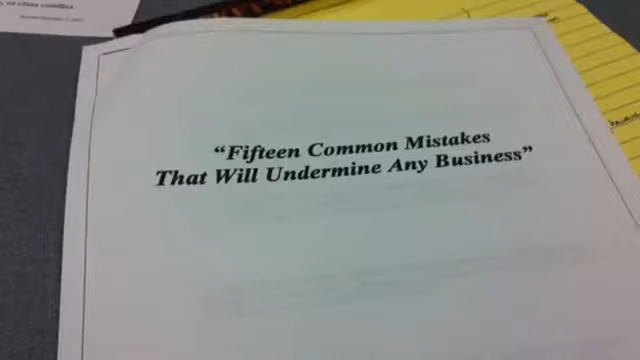 “Fifteen Common Mistakes
That Will Undermine Any Business”